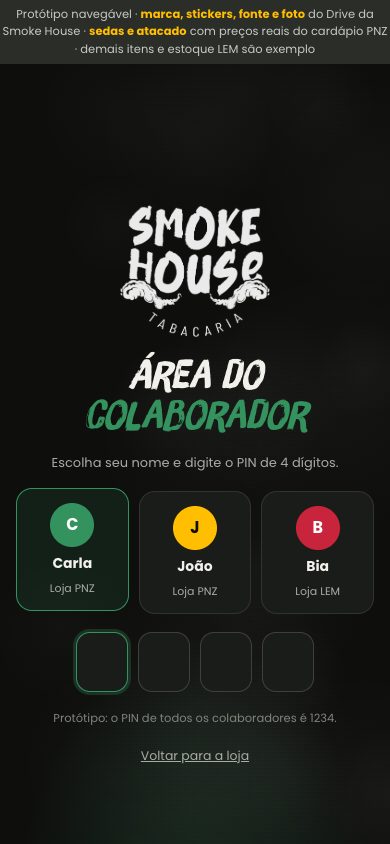 Protótipo navegável · marca, stickers, fonte e foto do Drive da
Smoke House · sedas e atacado com preços reais do cardápio PNZ
· demais itens e estoque LEM são exemplo
SMOKE
HOUSE
TABACARIA
ÁREA DO
COLABORADOR
Escolha seu nome e digite o PIN de 4 dígitos.
C
Carla
Loja PNZ
J
João
Loja PNZ
B
Bia
Loja LEM
Protótipo: o PIN de todos os colaboradores é 1234.
Voltar para a loja